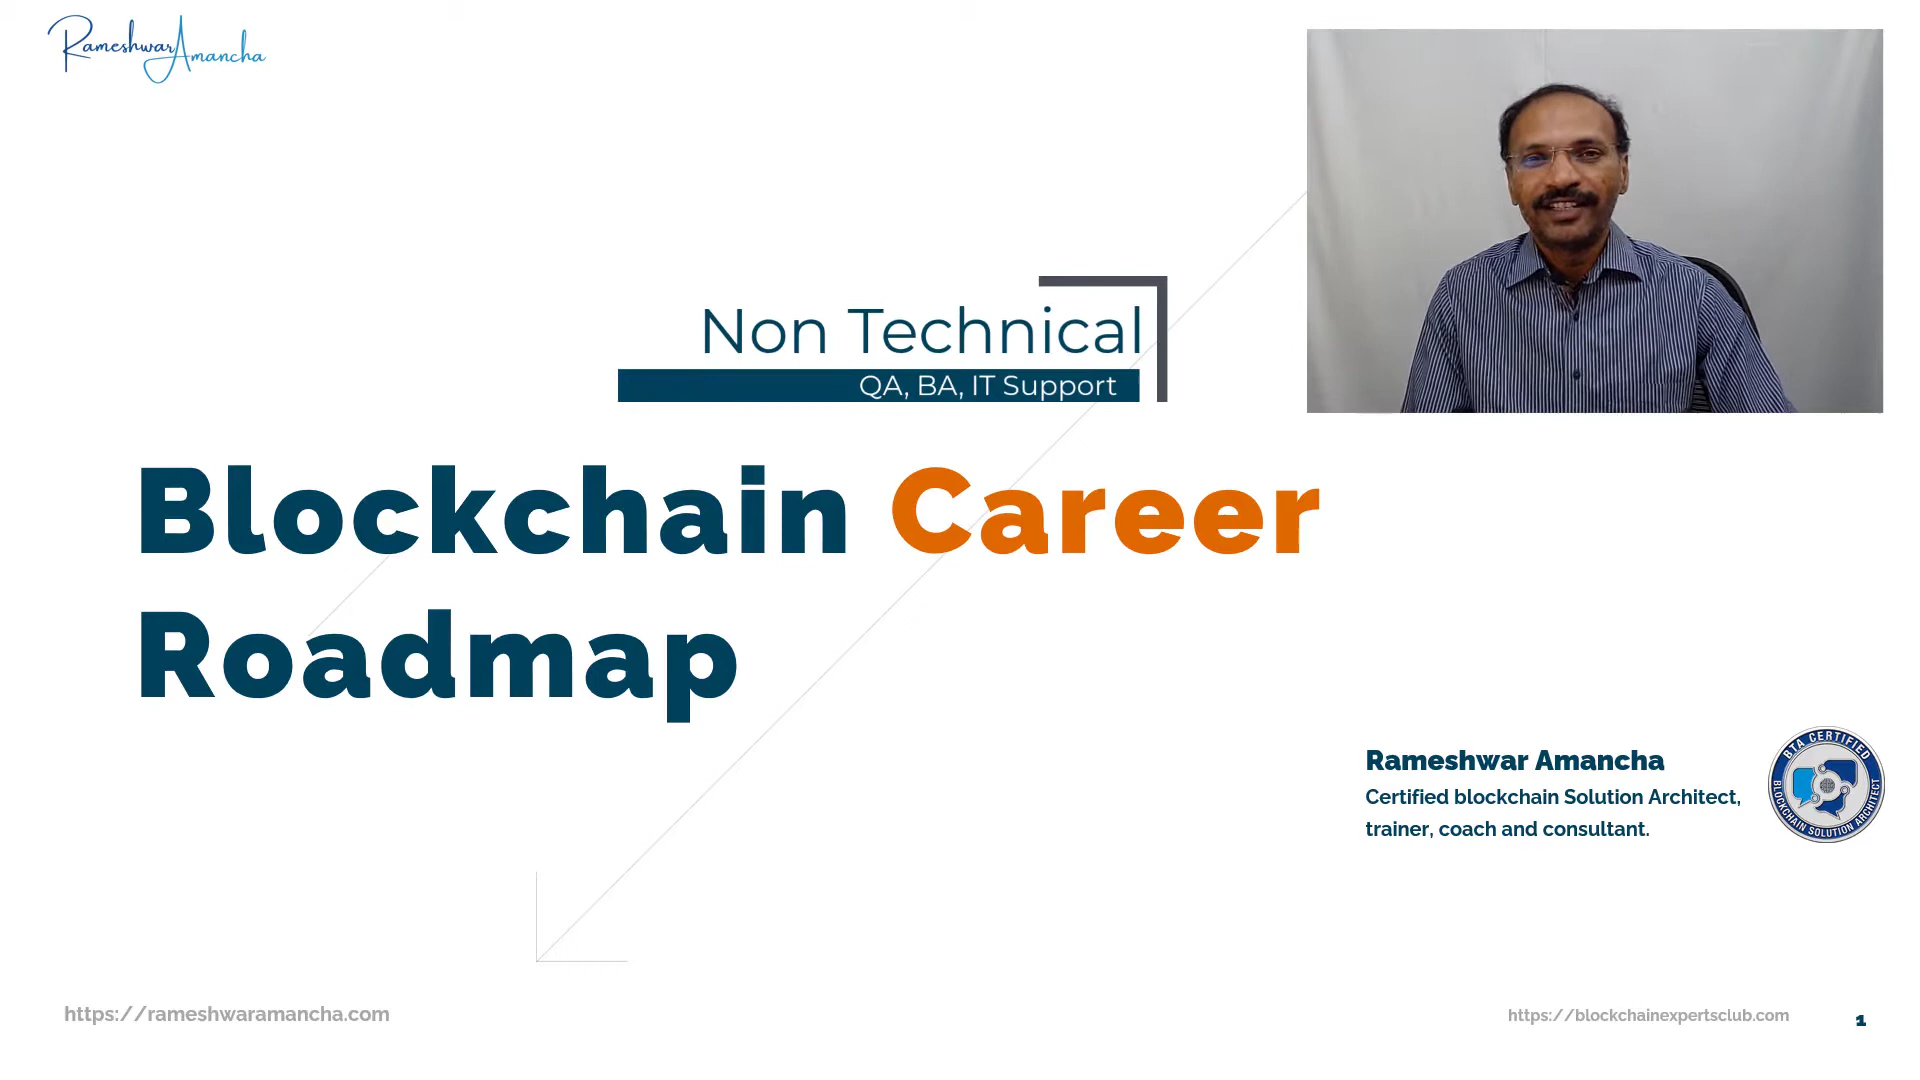 Rameshwar Amancha
Non Technical
QA, BA, IT Support
Blockchain Career
Roadmap
Rameshwar Amancha
Certified blockchain Solution Architect,
trainer, coach and consultant.
BTA CERTIFIED
BLOCKCHAIN SOLUTION ARCHITECT
https://rameshwaramancha.com
https://blockchainexpertsclub.com
1